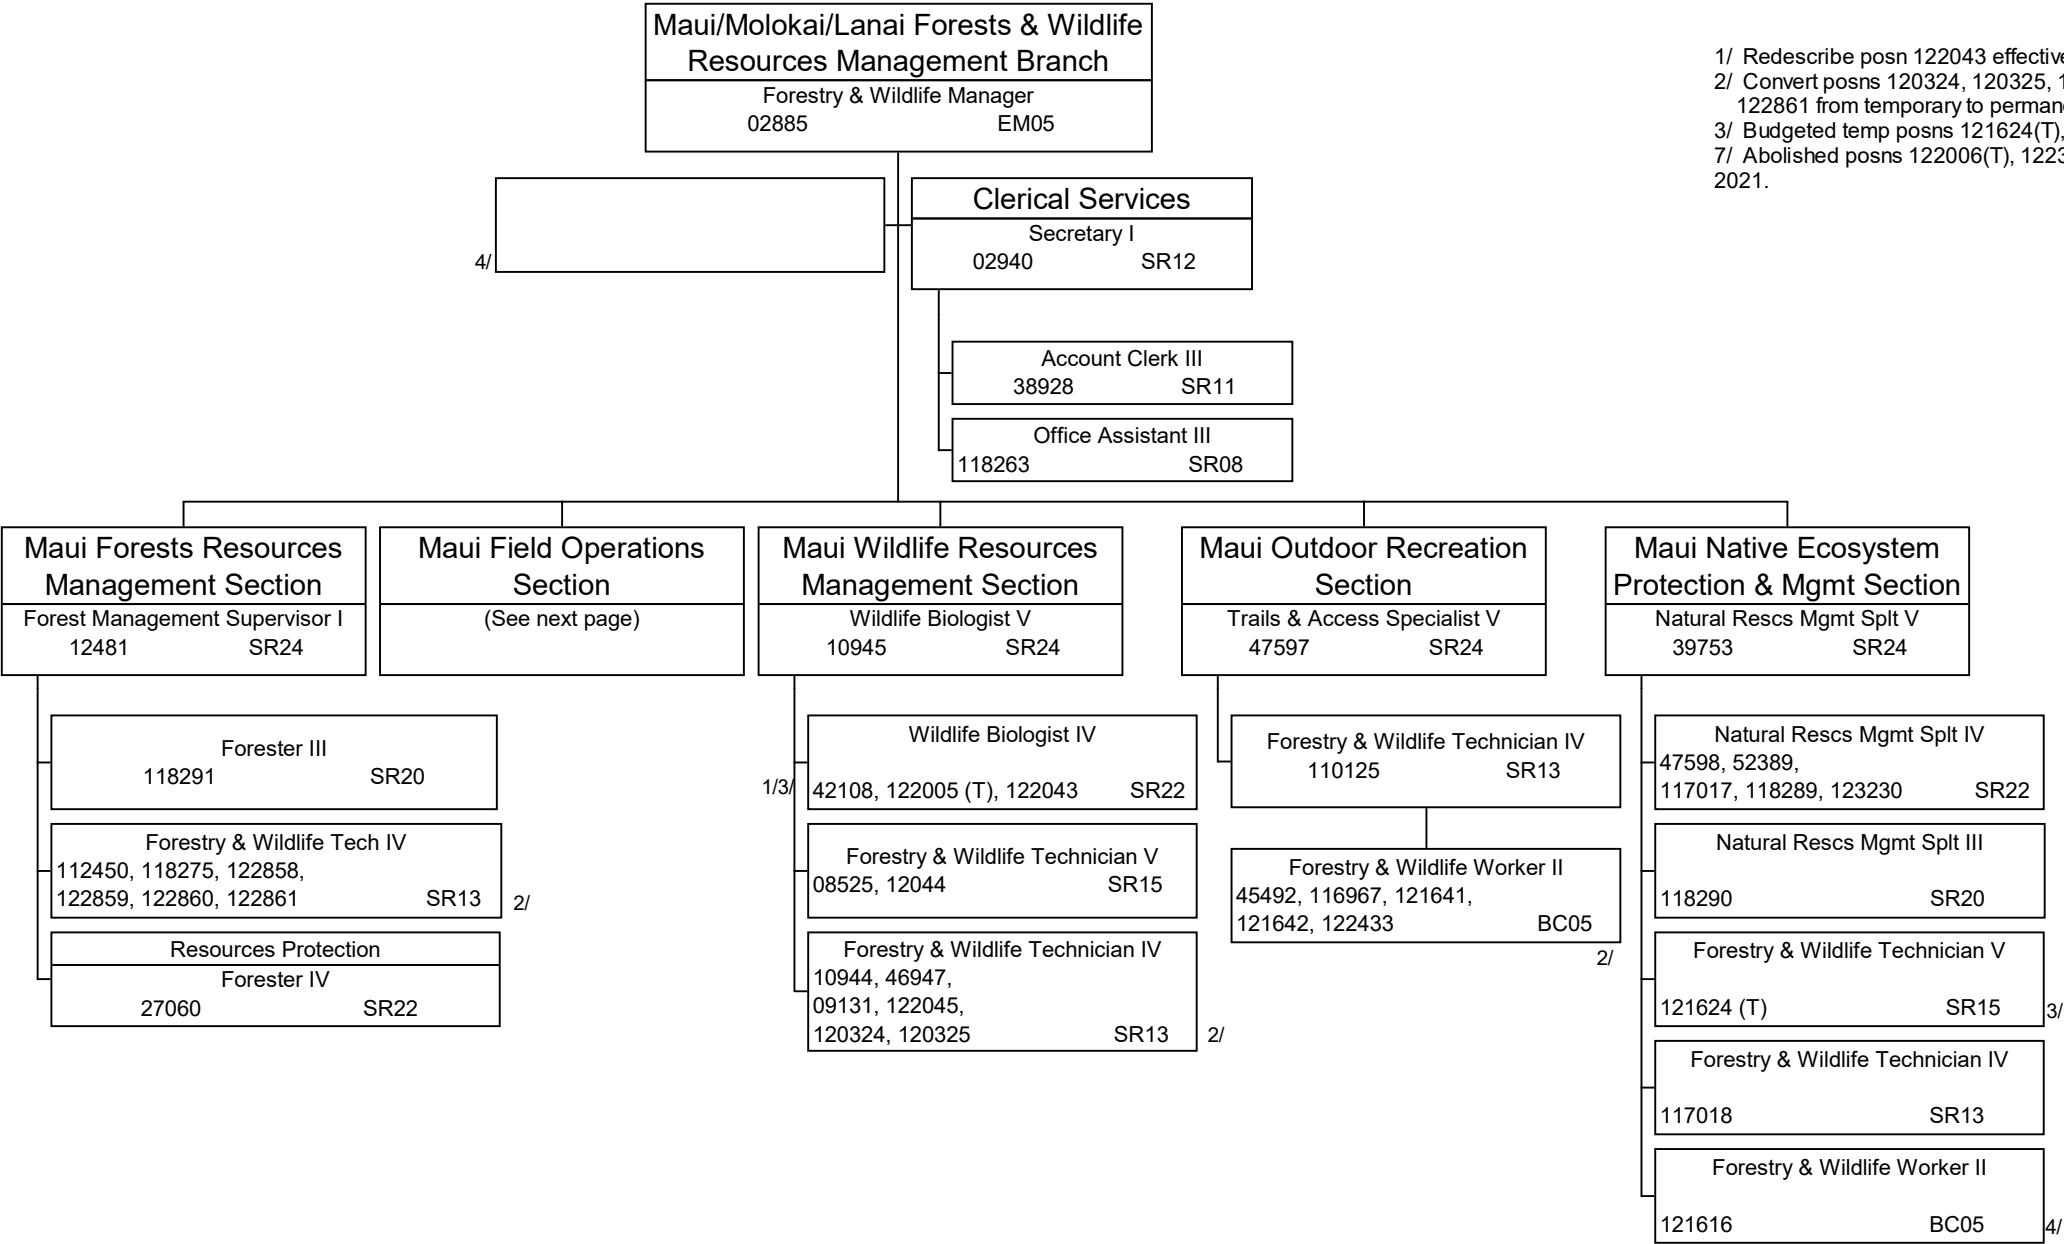 Maui/Molokai/Lanai Forests & Wildlife
Resources Management Branch
Forestry & Wildlife Manager
02885 EM05
1/ Redescribe posn 122043 effective
2/ Convert posns 120324, 120325, 1
122861 from temporary to perman
3/ Budgeted temp posns 121624(T),
7/ Abolished posns 122006(T), 1223
2021.
4/
Clerical Services
Secretary I
02940 SR12
Account Clerk III
38928 SR11
Office Assistant III
118263 SR08
Maui Forests Resources
Management Section
Forest Management Supervisor I
12481 SR24
Forester III
118291 SR20
Forestry & Wildlife Tech IV
112450, 118275, 122858,
122859, 122860, 122861 SR13 2/
Resources Protection
Forester IV
27060 SR22
Maui Field Operations
Section
(See next page)
Maui Wildlife Resources
Management Section
Wildlife Biologist V
10945 SR24
Wildlife Biologist IV
1/3/ 42108, 122005 (T), 122043 SR22
Forestry & Wildlife Technician V
08525, 12044 SR15
Forestry & Wildlife Technician IV
10944, 46947,
09131, 122045,
120324, 120325 SR13 2/
Maui Outdoor Recreation
Section
Trails & Access Specialist V
47597 SR24
Forestry & Wildlife Technician IV
110125 SR13
Forestry & Wildlife Worker II
45492, 116967, 121641,
121642, 122433 BC05
2/
Maui Native Ecosystem
Protection & Mgmt Section
Natural Rescs Mgmt Splt V
39753 SR24
Natural Rescs Mgmt Splt IV
47598, 52389,
117017, 118289, 123230 SR22
Natural Rescs Mgmt Splt III
118290 SR20
Forestry & Wildlife Technician V
121624 (T) SR15 3/
Forestry & Wildlife Technician IV
117018 SR13
Forestry & Wildlife Worker II
121616 BC05 4/